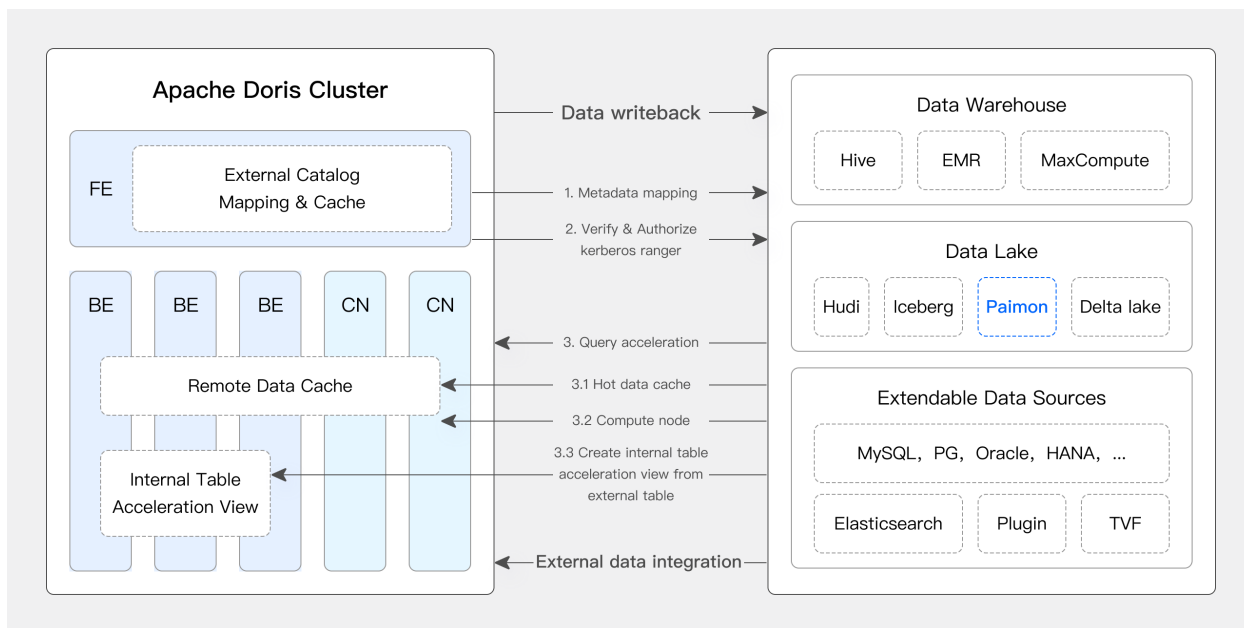 Apache Doris Cluster
FE
External Catalog
Mapping & Cache
BE
BE
BE
CN
CN
Remote Data Cache
Internal Table
Acceleration View
Data writeback
1. Metadata mapping
2. Verify & Authorize
kerberos ranger
3. Query acceleration
3.1 Hot data cache
3.2 Compute node
3.3 Create internal table
acceleration view from
external table
External data integration
Data Warehouse
Hive
EMR
MaxCompute
Data Lake
Hudi
Iceberg
Paimon
Delta lake
Extendable Data Sources
MySQL，PG，Oracle，HANA，...
Elasticsearch
Plugin
TVF